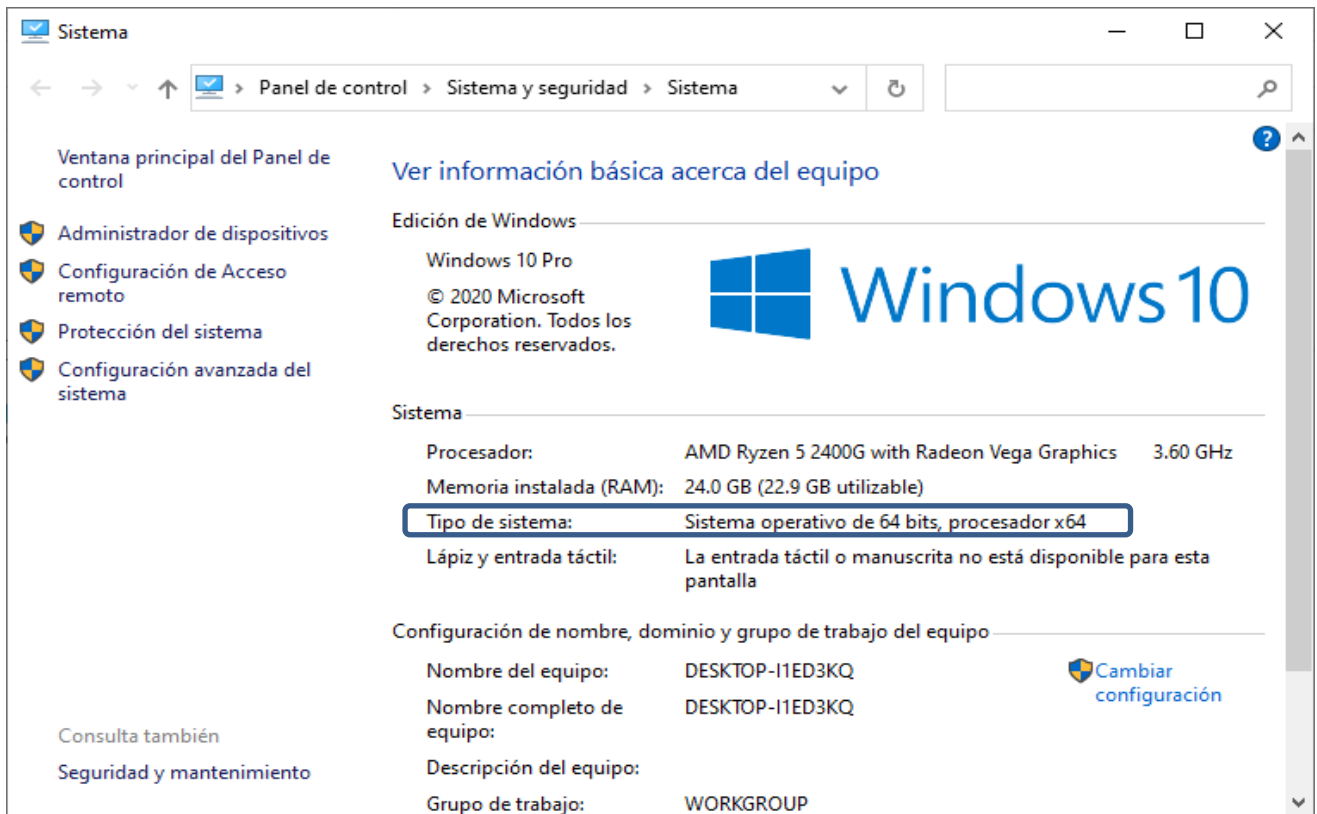 Sistema
Panel de control > Sistema y seguridad > Sistema
Ventana principal del Panel de
control
Administrador de dispositivos
Configuración de Acceso
remoto
Protección del sistema
Configuración avanzada del
sistema
Consulta también
Seguridad y mantenimiento
Ver información básica acerca del equipo
Edición de Windows
Windows 10 Pro
© 2020 Microsoft
Corporation. Todos los
derechos reservados.
Windows 10
Sistema
Procesador: AMD Ryzen 5 2400G with Radeon Vega Graphics 3.60 GHz
Memoria instalada (RAM): 24.0 GB (22.9 GB utilizable)
Tipo de sistema: Sistema operativo de 64 bits, procesador x64
Lápiz y entrada táctil: La entrada táctil o manuscrita no está disponible para esta
pantalla
Configuración de nombre, dominio y grupo de trabajo del equipo
Nombre del equipo: DESKTOP-I1ED3KQ
Cambiar
configuración
Nombre completo de
equipo: DESKTOP-I1ED3KQ
Descripción del equipo:
Grupo de trabajo: WORKGROUP